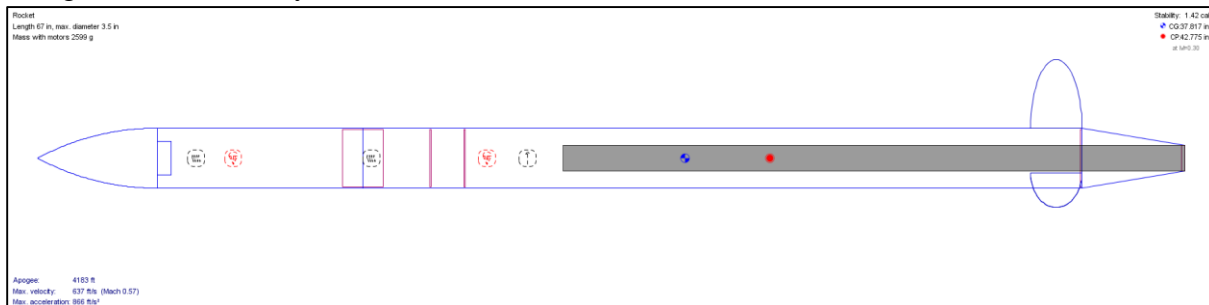 Rocket
Length 67 in, max. diameter 3.5 in
Mass with motors 2599 g
Stability: 1.42 cal
CG:37.817 in
CP:42.775 in
at M=0.30
Apogee: 4183 ft
Max. velocity: 637 ft/s (Mach 0.57)
Max. acceleration: 866 ft/s²